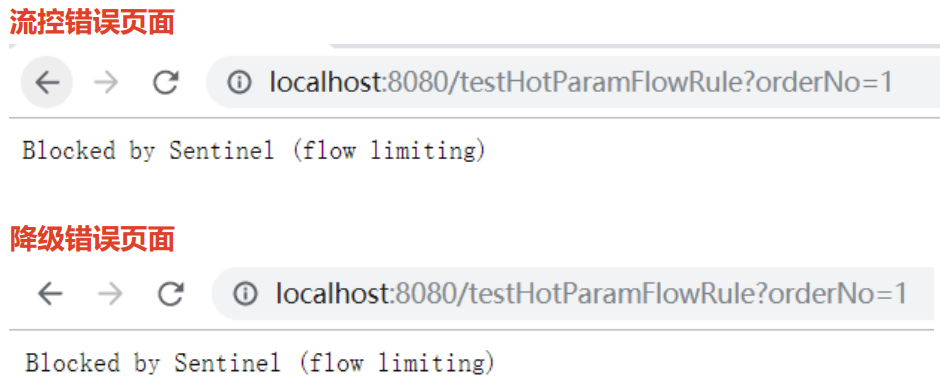 流控错误页面
localhost:8080/testHotParamFlowRule?orderNo=1
Blocked by Sentinel (flow limiting)
降级错误页面
localhost:8080/testHotParamFlowRule?orderNo=1
Blocked by Sentinel (flow limiting)